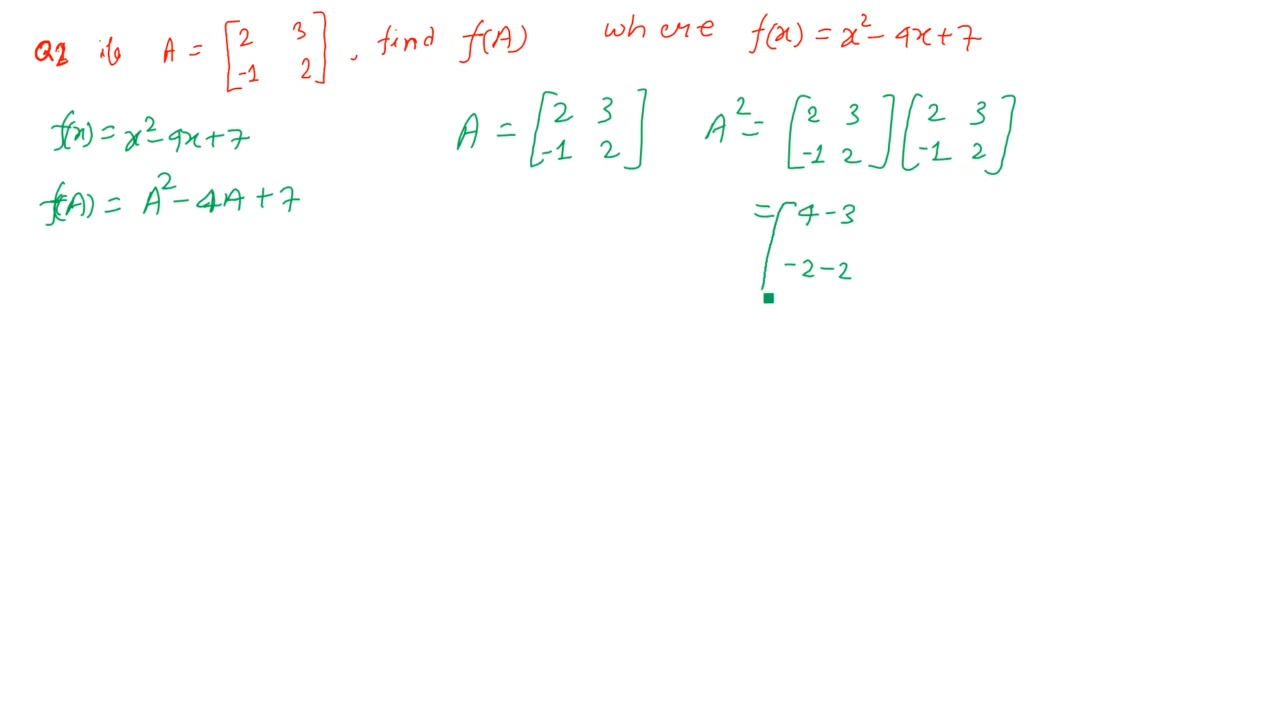 Q2 if A = [2 3 -1 2], find f(A) where f(x) = x² - 4x + 7
f(x) = x² - 4x + 7
f(A) = A² - 4A + 7
A = [2 3 -1 2] A² = [2 3 -1 2] [2 3 -1 2]
= [4 - 3
-2 - 2